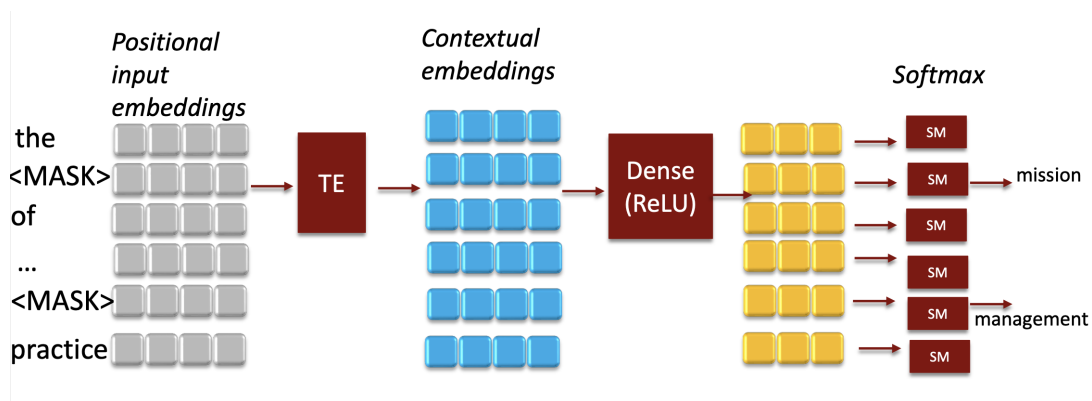 Positional
input
embeddings
Contextual
embeddings
Softmax
the
<MASK>
of
...
<MASK>
practice
TE
Dense
(ReLU)
SM
SM
SM
SM
SM
SM
mission
management